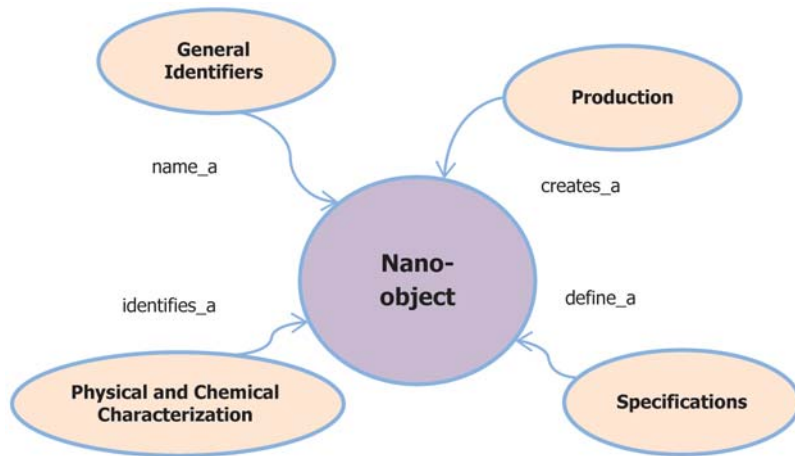 General
Identifiers
Production
name_a
creates_a
Nano-
object
identifies_a
define_a
Physical and Chemical
Characterization
Specifications